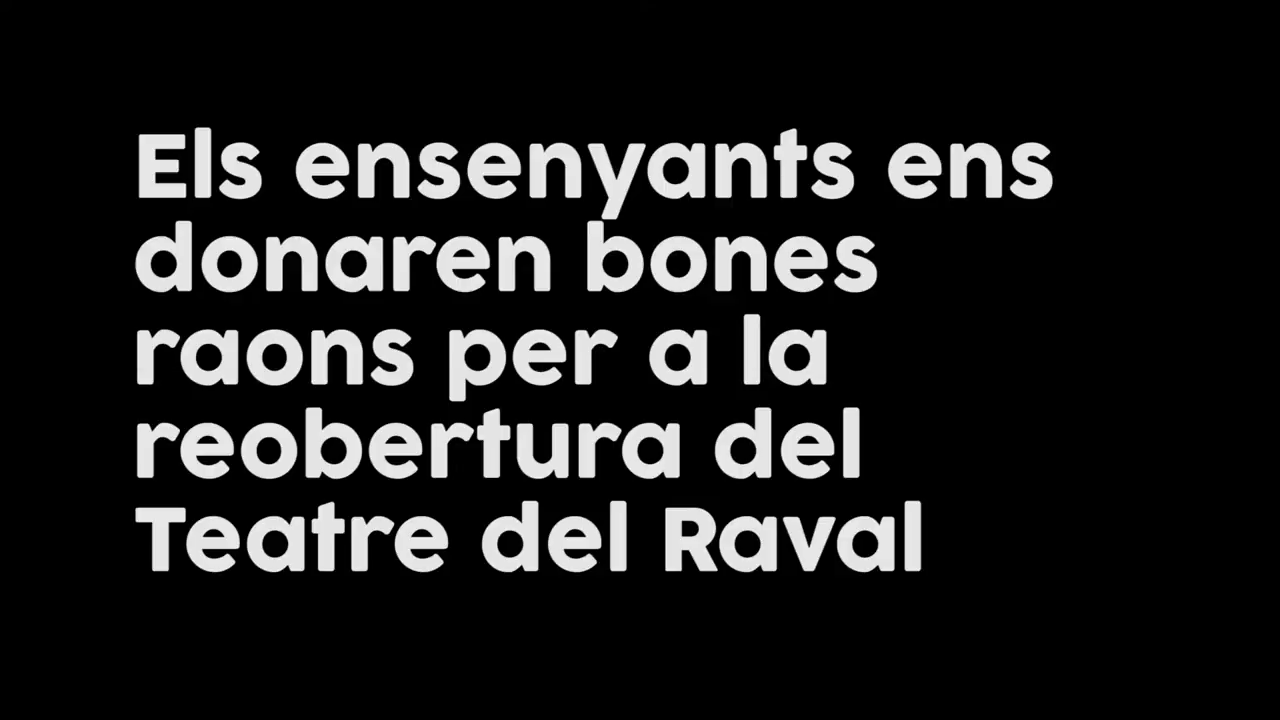 Els ensenyants ens
donaren bones
raons per a la
reobertura del
Teatre del Raval